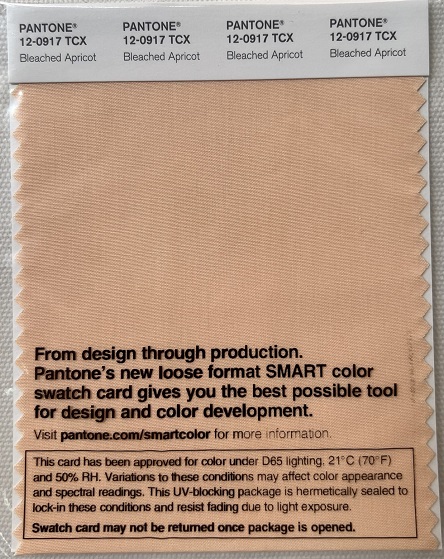 PANTONE® PANTONE® PANTONE® PANTONE®
12-0917 TCX 12-0917 TCX 12-0917 TCX 12-0917 TCX
Bleached Apricot Bleached Apricot Bleached Apricot Bleached Apricot
From design through production.
Pantone's new loose format SMART color
swatch card gives you the best possible tool
for design and color development.
Visit pantone.com/smartcolor for more information.
This card has been approved for color under D65 lighting, 21°C (70°F)
and 50% RH. Variations to these conditions may affect color appearance
and spectral readings. This UV-blocking package is hermetically sealed to
lock-in these conditions and resist fading due to light exposure.
Swatch card may not be returned once package is opened.